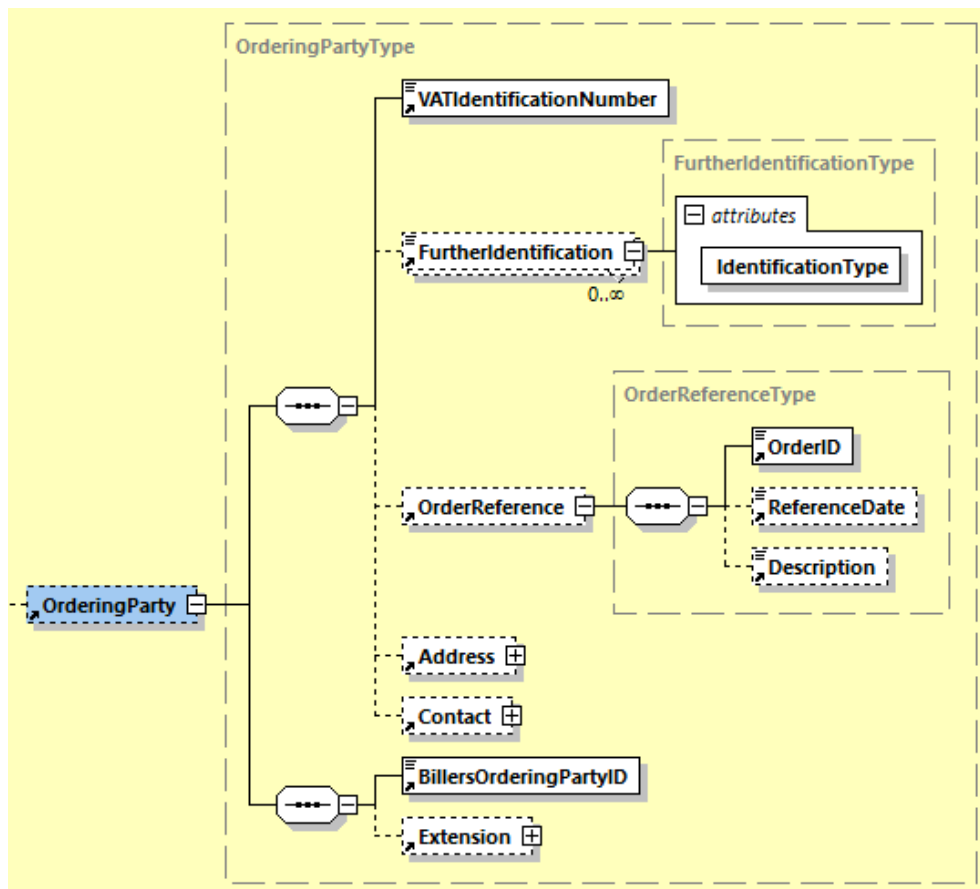 OrderingPartyType
VATIdentificationNumber
FurtherIdentificationType
attributes
FurtherIdentification
IdentificationType
0..∞
OrderReferenceType
OrderID
OrderReference
ReferenceDate
Description
OrderingParty
Address
Contact
BillersOrderingPartyID
Extension